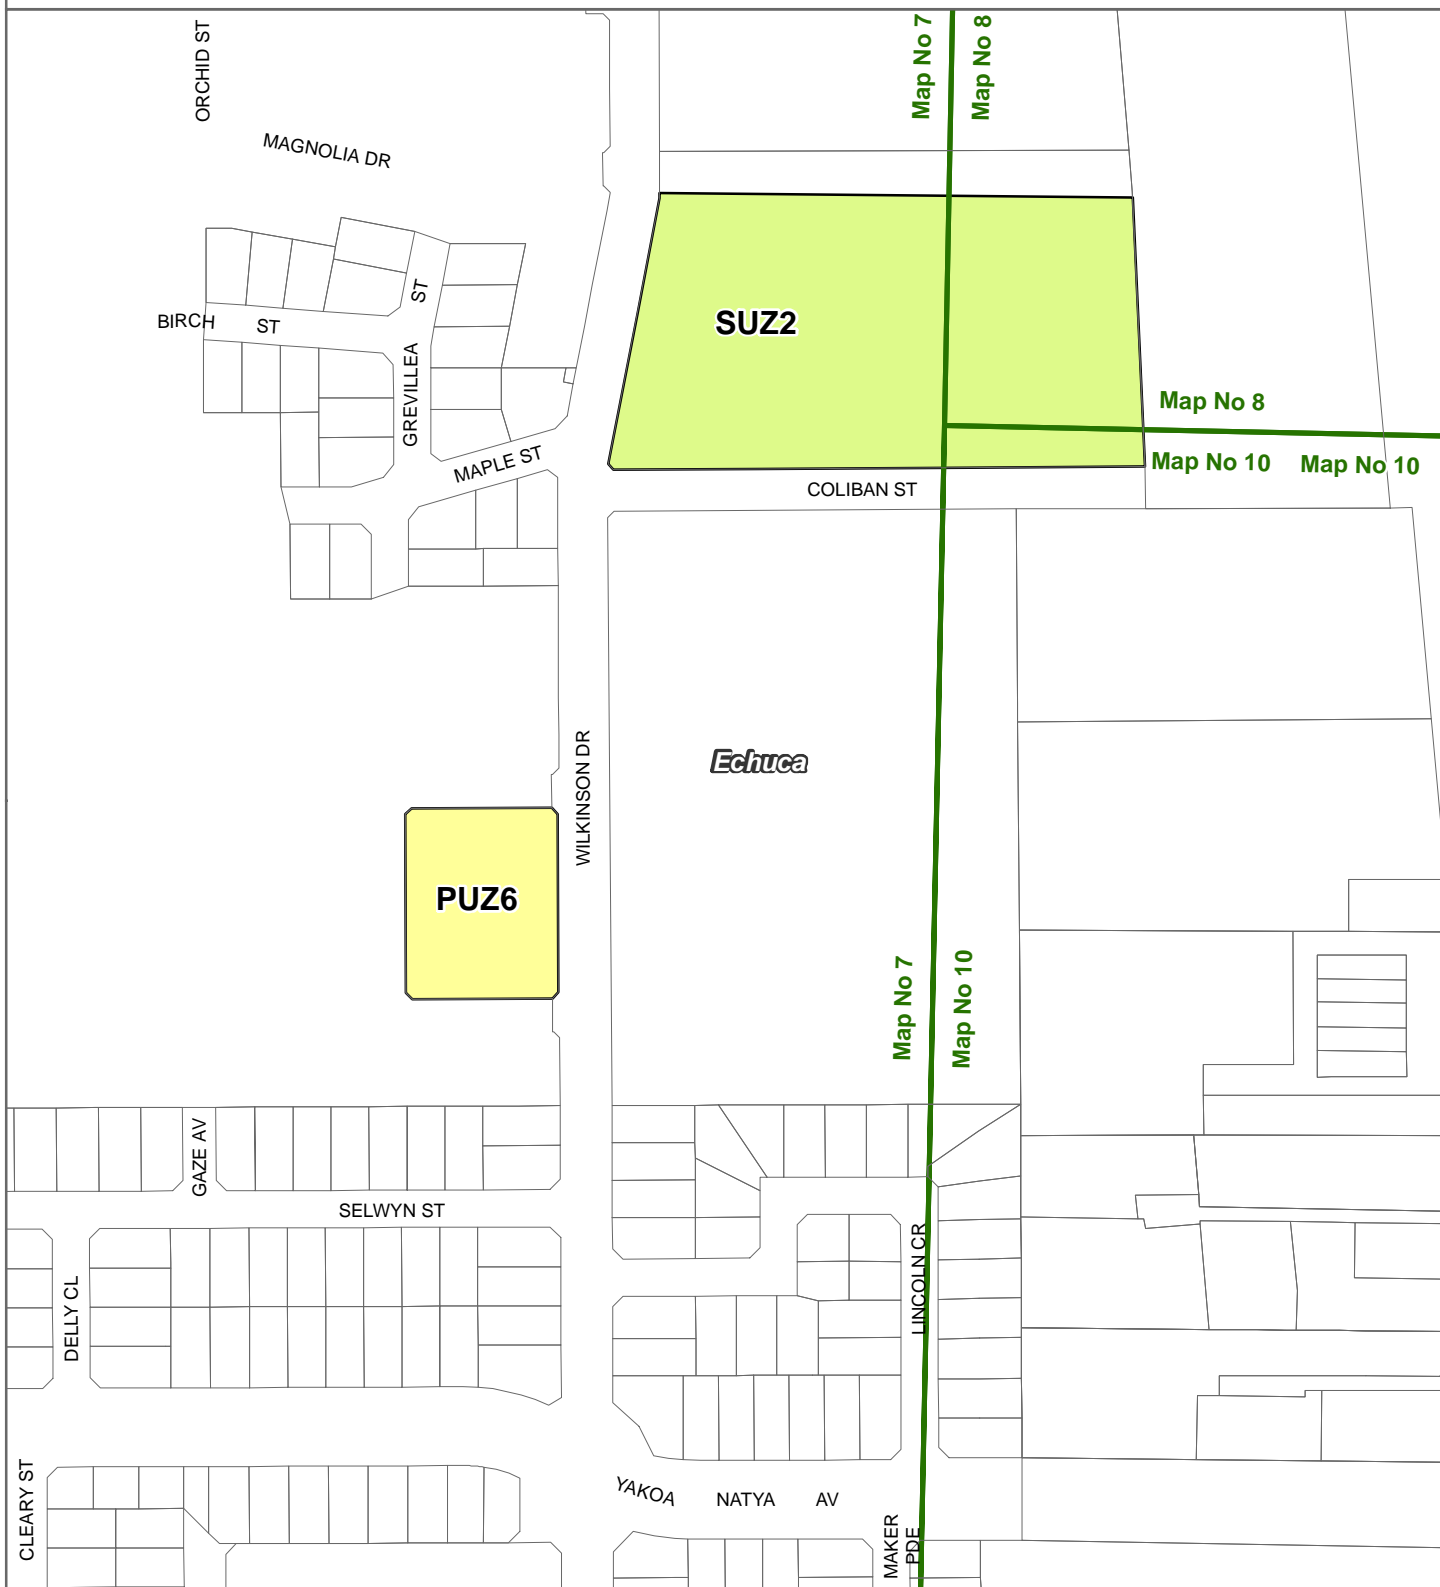 ORCHID ST
Map No 7
Map No 8
MAGNOLIA DR
ST
BIRCH ST
SUZ2
GREVILLEA
Map No 8
MAPLE ST
Map No 10
Map No 10
COLIBAN ST
WILKINSON DR
Echuca
PUZ6
Map No 7
Map No 10
GAZE AV
SELWYN ST
LINCOLN CR
DELLY CL
CLEARY ST
YAKOA NATYA AV
MAKER
PDE